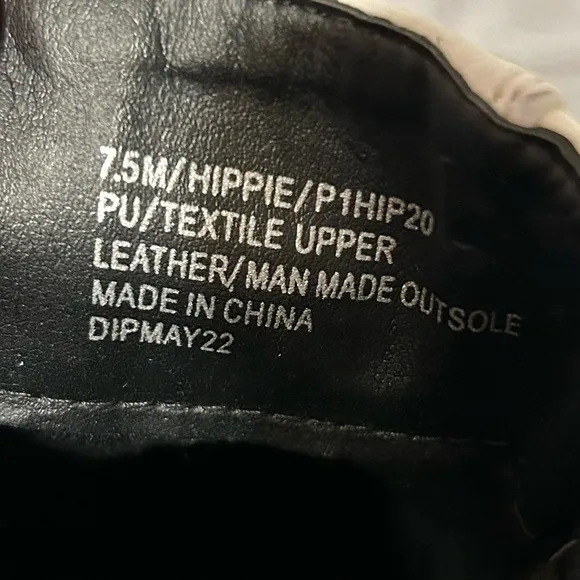 7.5M/HIPPIE/P1HIP20
PU/TEXTILE UPPER
LEATHER/MAN MADE OUTSOLE
MADE IN CHINA
DIPMAY22